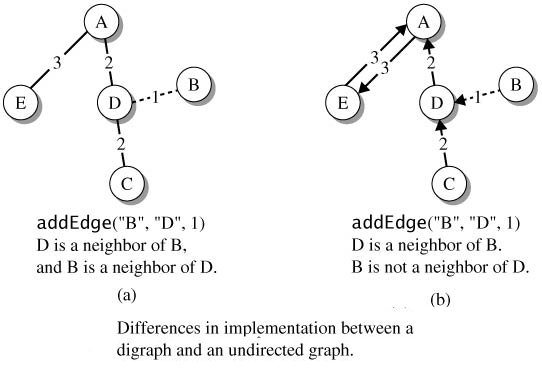 A
3
2
E
D
1
B
2
C
addEdge("B", "D", 1)
D is a neighbor of B,
and B is a neighbor of D.
(a)
A
3
3
2
E
D
1
B
2
C
addEdge("B", "D", 1)
D is a neighbor of B.
B is not a neighbor of D.
(b)
Differences in implementation between a
digraph and an undirected graph.